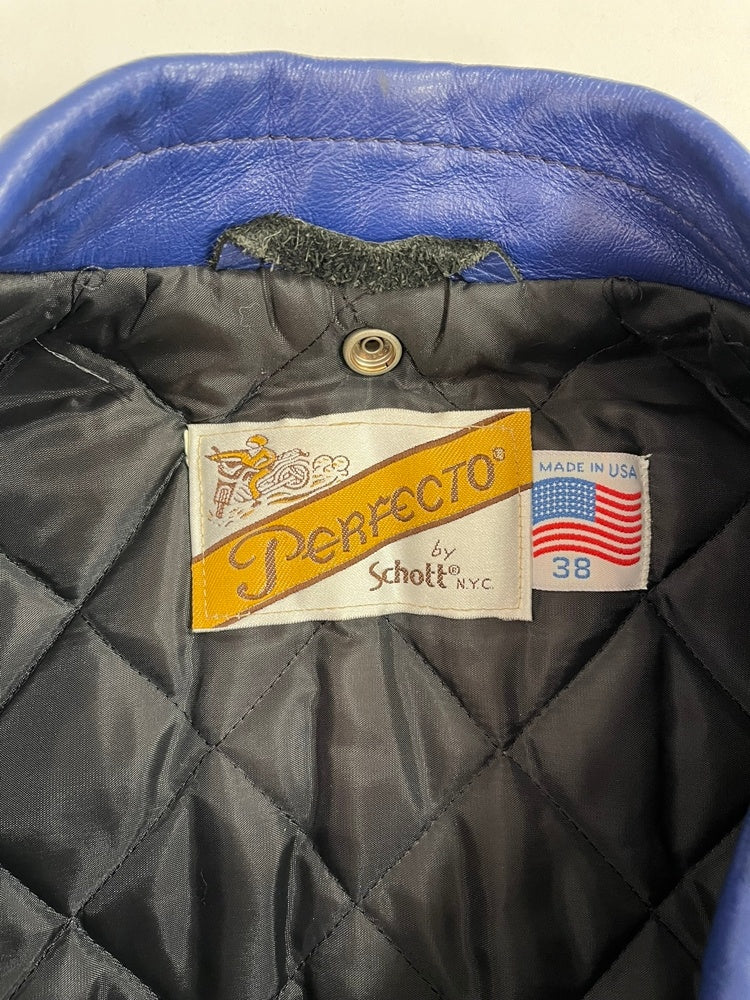 PERFECTO®
by
Schott® N.Y.C.
MADE IN USA
38